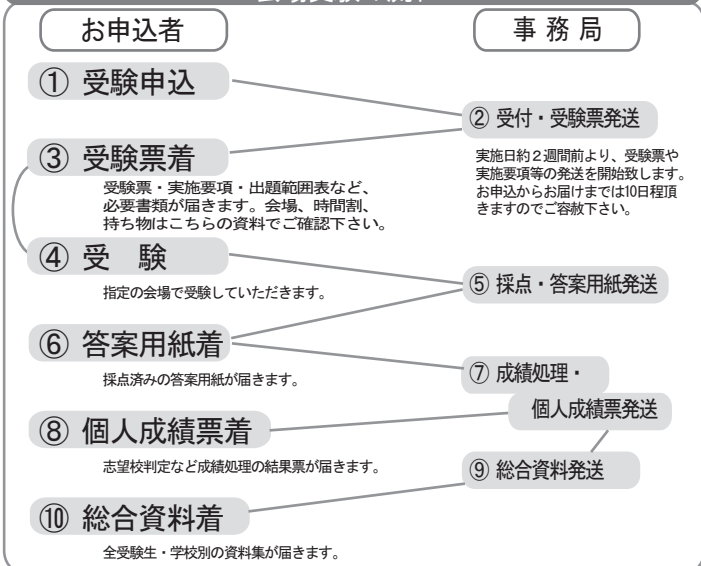 お申込者
事務局
① 受験申込
② 受付・受験票発送
実施日約２週間前より、受験票や
実施要項等の発送を開始致します。
お申込からお届けまでは10日程頂
きますのでご容赦下さい。
③ 受験票着
受験票・実施要項・出題範囲表など、
必要書類が届きます。会場、時間割、
持ち物はこちらの資料でご確認下さい。
④ 受　験
指定の会場で受験していただきます。
⑤ 採点・答案用紙発送
⑥ 答案用紙着
採点済みの答案用紙が届きます。
⑦ 成績処理・
個人成績票発送
⑧ 個人成績票着
志望校判定など成績処理の結果票が届きます。
⑨ 総合資料発送
⑩ 総合資料着
全受験生・学校別の資料集が届きます。